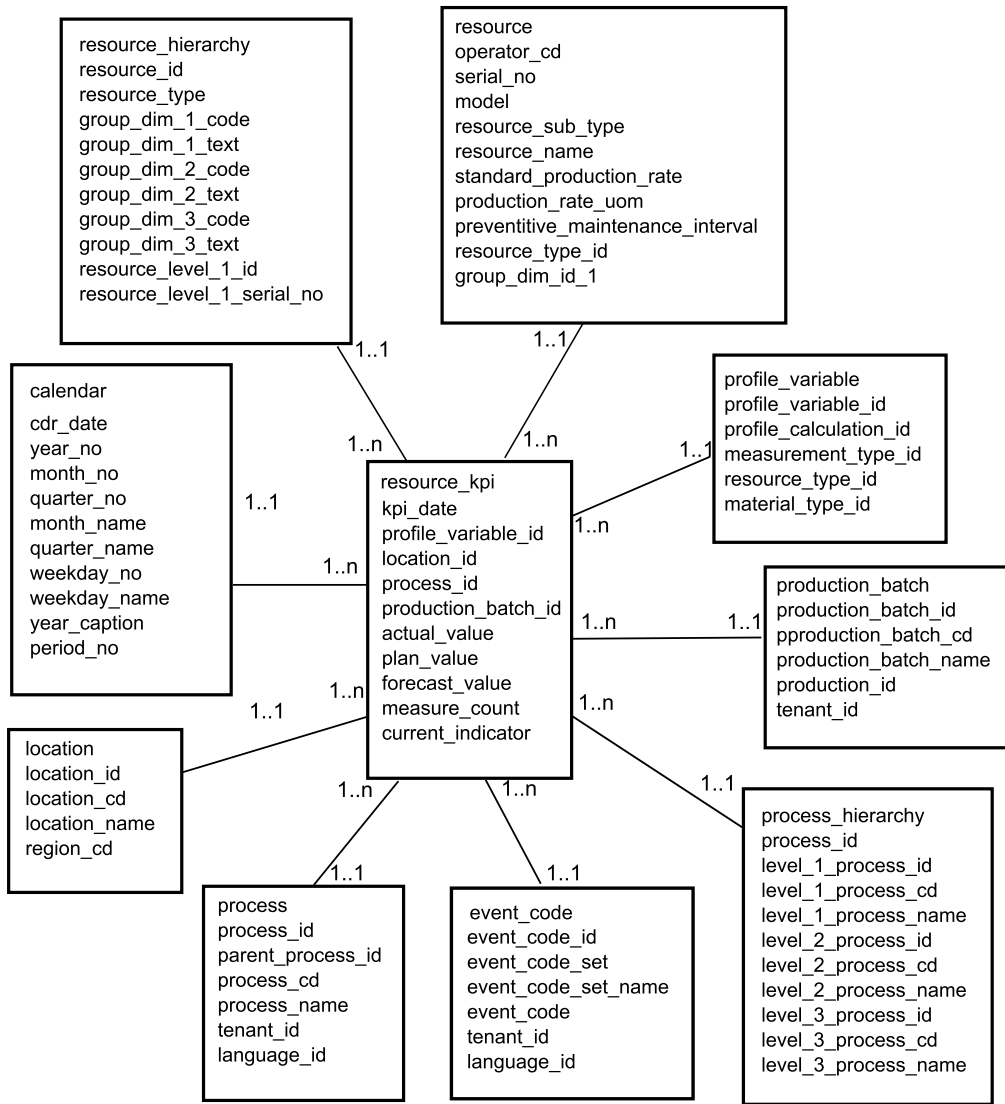 resource_hierarchy
resource_id
resource_type
group_dim_1_code
group_dim_1_text
group_dim_2_code
group_dim_2_text
group_dim_3_code
group_dim_3_text
resource_level_1_id
resource_level_1_serial_no
resource
operator_cd
serial_no
model
resource_sub_type
resource_name
standard_production_rate
production_rate_uom
preventitive_maintenance_interval
resource_type_id
group_dim_id_1
1..1
1..n
1..1
1..n
calendar
cdr_date
year_no
month_no
quarter_no
month_name
quarter_name
weekday_no
weekday_name
year_caption
period_no
1..1
1..n
resource_kpi
kpi_date
profile_variable_id
location_id
process_id
production_batch_id
actual_value
plan_value
forecast_value
measure_count
current_indicator
profile_variable
profile_variable_id
profile_calculation_id
measurement_type_id
resource_type_id
material_type_id
1..1
1..n
production_batch
production_batch_id
pproduction_batch_cd
production_batch_name
production_id
tenant_id
1..n
1..1
location
location_id
location_cd
location_name
region_cd
1..1
1..n
process
process_id
parent_process_id
process_cd
process_name
tenant_id
language_id
1..n
1..1
event_code
event_code_id
event_code_set
event_code_set_name
event_code
tenant_id
language_id
1..n
1..1
process_hierarchy
process_id
level_1_process_id
level_1_process_cd
level_1_process_name
level_2_process_id
level_2_process_cd
level_2_process_name
level_3_process_id
level_3_process_cd
level_3_process_name
1..n
1..1